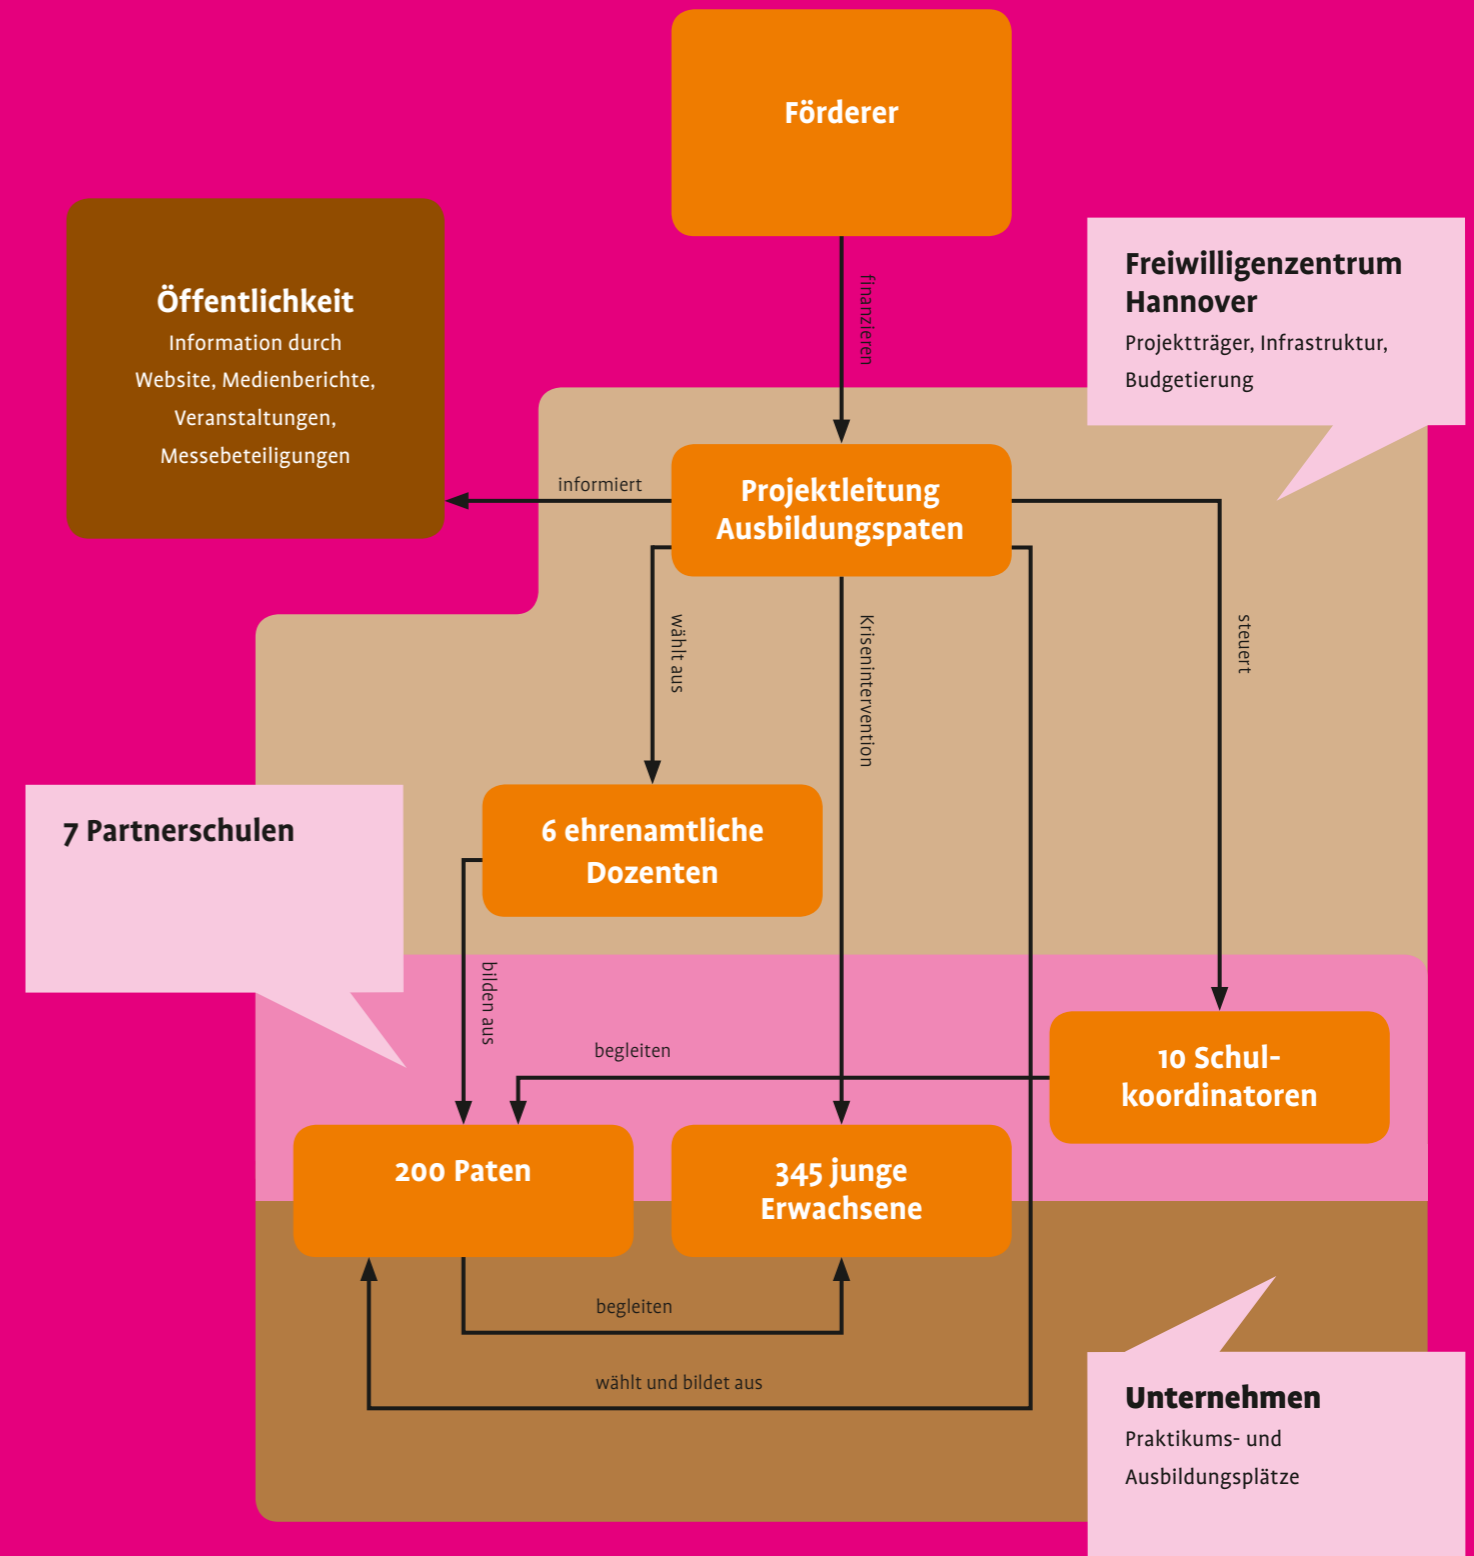 Förderer
finanzieren
Öffentlichkeit
Information durch
Website, Medienberichte,
Veranstaltungen,
Messebeteiligungen
Freiwilligenzentrum
Hannover
Projektträger, Infrastruktur,
Budgetierung
informiert
Projektleitung
Ausbildungspaten
wählt aus
Krisenintervention
steuert
7 Partnerschulen
6 ehrenamtliche
Dozenten
bilden aus
begleiten
10 Schul-
koordinatoren
200 Paten
345 junge
Erwachsene
begleiten
wählt und bildet aus
Unternehmen
Praktikums- und
Ausbildungsplätze